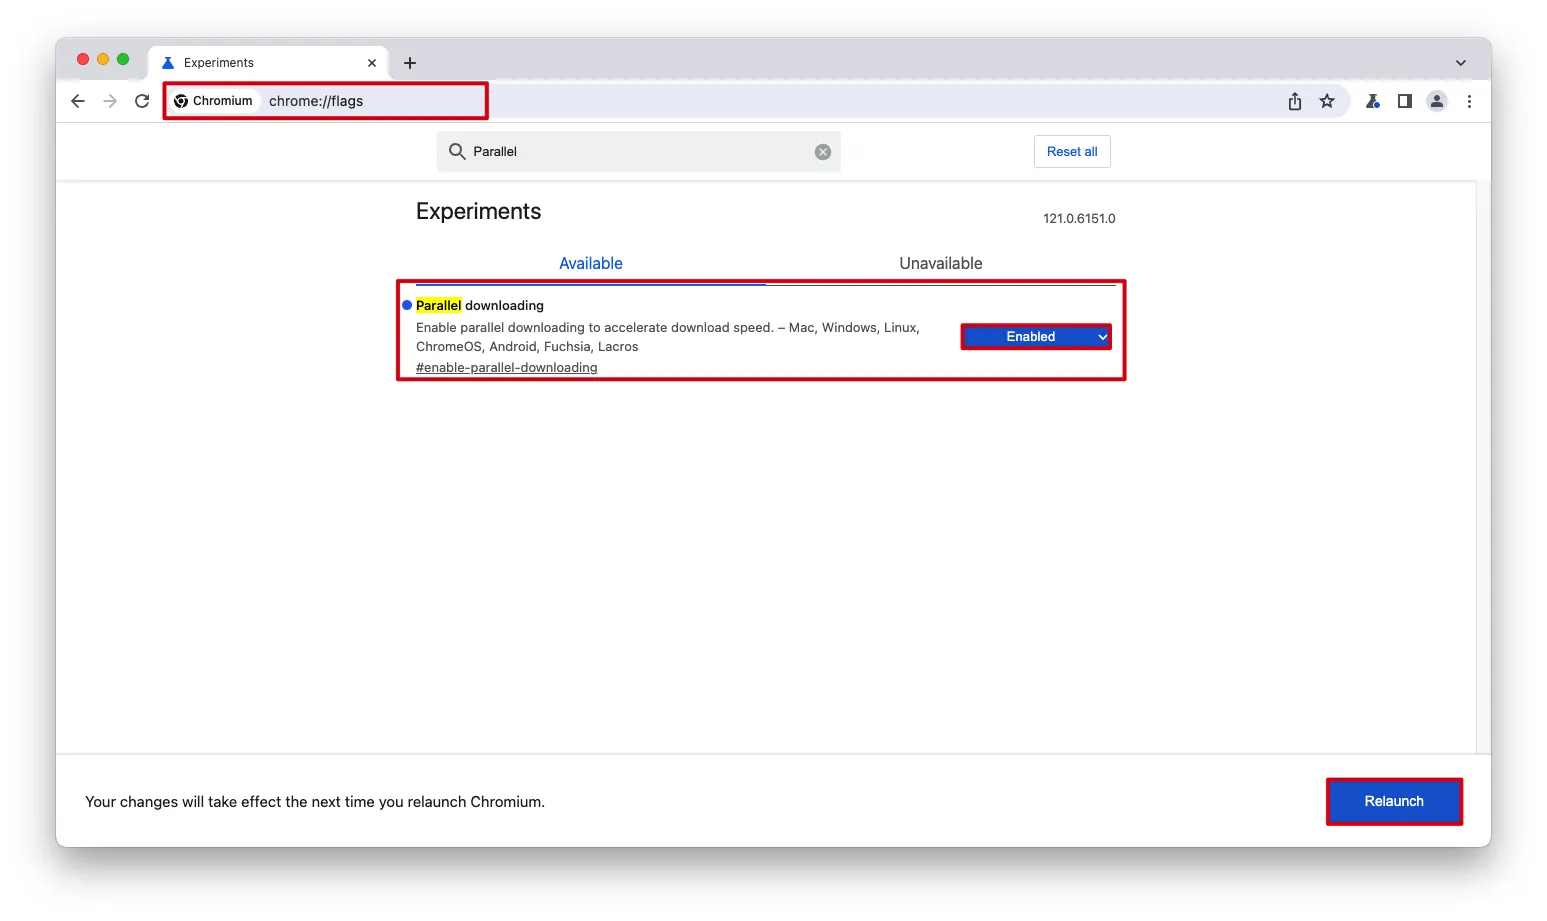 Experiments
Chromium chrome://flags
Parallel
Reset all
Experiments
121.0.6151.0
Available
Unavailable
Parallel downloading
Enable parallel downloading to accelerate download speed. – Mac, Windows, Linux,
ChromeOS, Android, Fuchsia, Lacros
#enable-parallel-downloading
Enabled
Your changes will take effect the next time you relaunch Chromium.
Relaunch